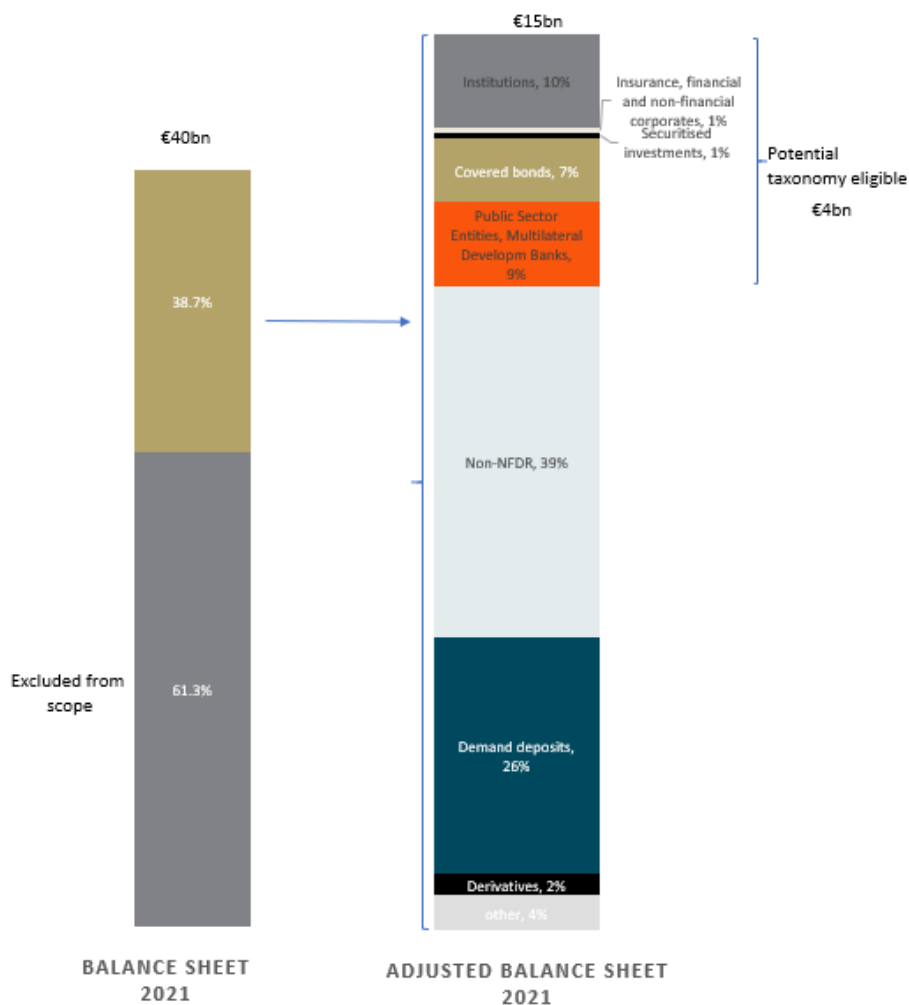 €15bn
€40bn
Institutions, 10%
Insurance, financial
and non-financial
corporates, 1%
Securitised
investments, 1%
Covered bonds, 7%
Public Sector
Entities, Multilateral
Developm Banks,
9%
Potential
taxonomy eligible
€4bn
38.7%
Non-NFDR, 39%
Excluded from
scope
61.3%
Demand deposits,
26%
Derivatives, 2%
other, 4%
BALANCE SHEET
2021
ADJUSTED BALANCE SHEET
2021